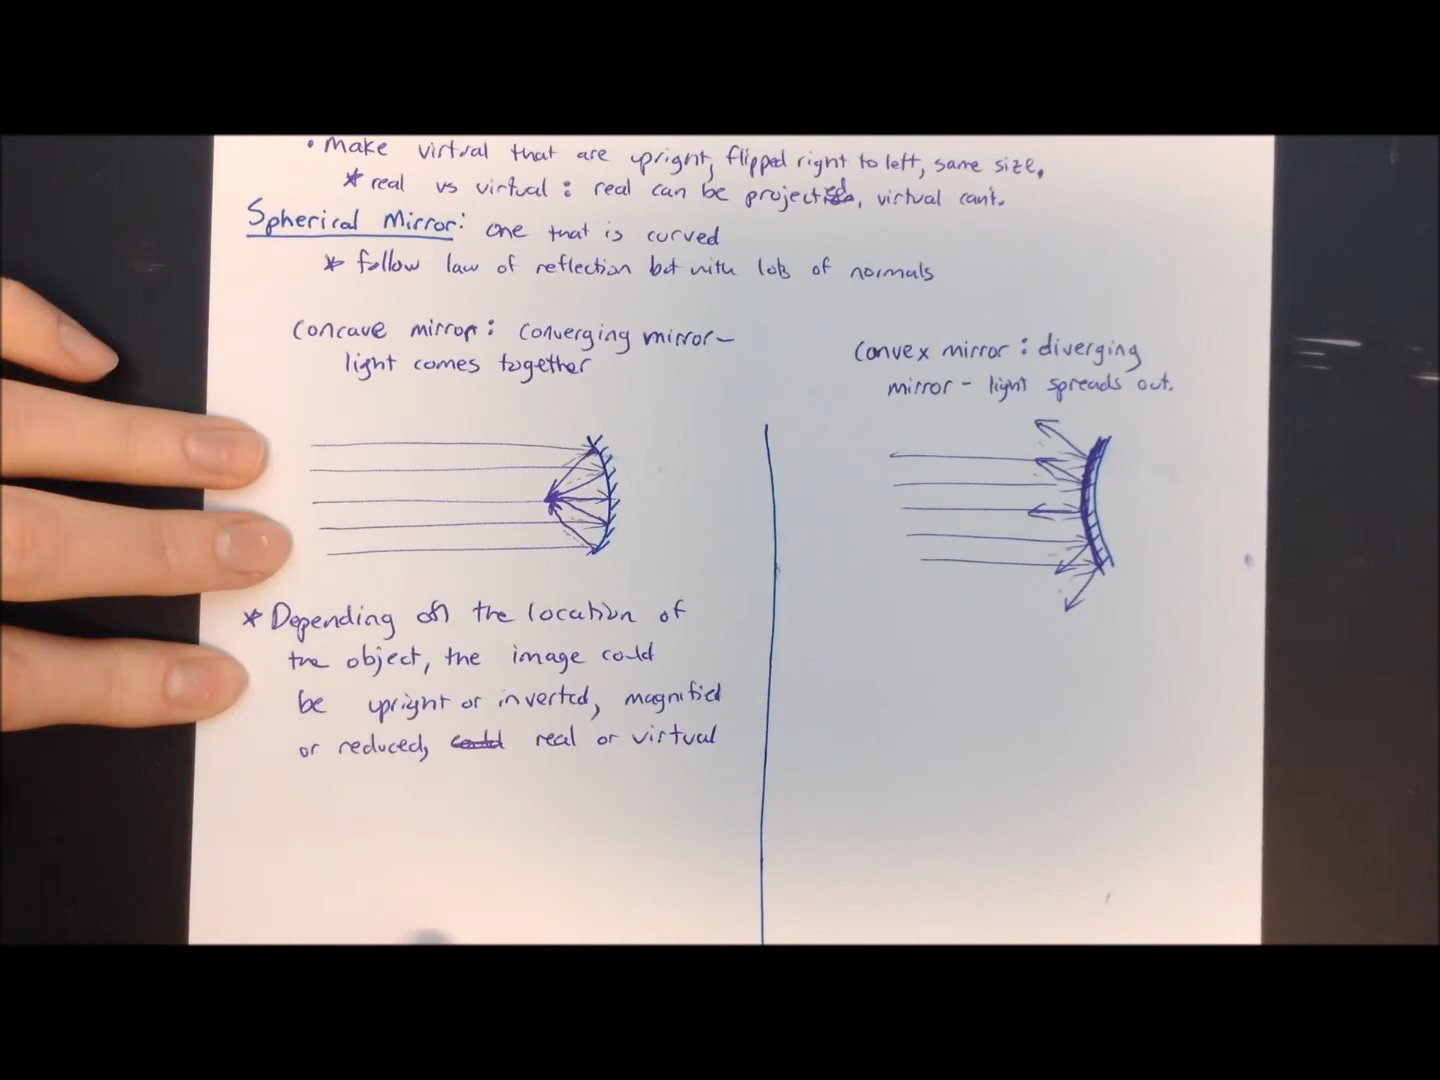 • Make virtual that are upright, flipped right to left, same size.
* real vs virtual : real can be projected, virtual can't.
Spherical Mirror: one that is curved
* follow law of reflection but with lots of normals
Concave mirror: converging mirror-
light comes together
* Depending on the location of
the object, the image could
be upright or inverted, magnified
or reduced, could real or virtual
Convex mirror : diverging
mirror - light spreads out.